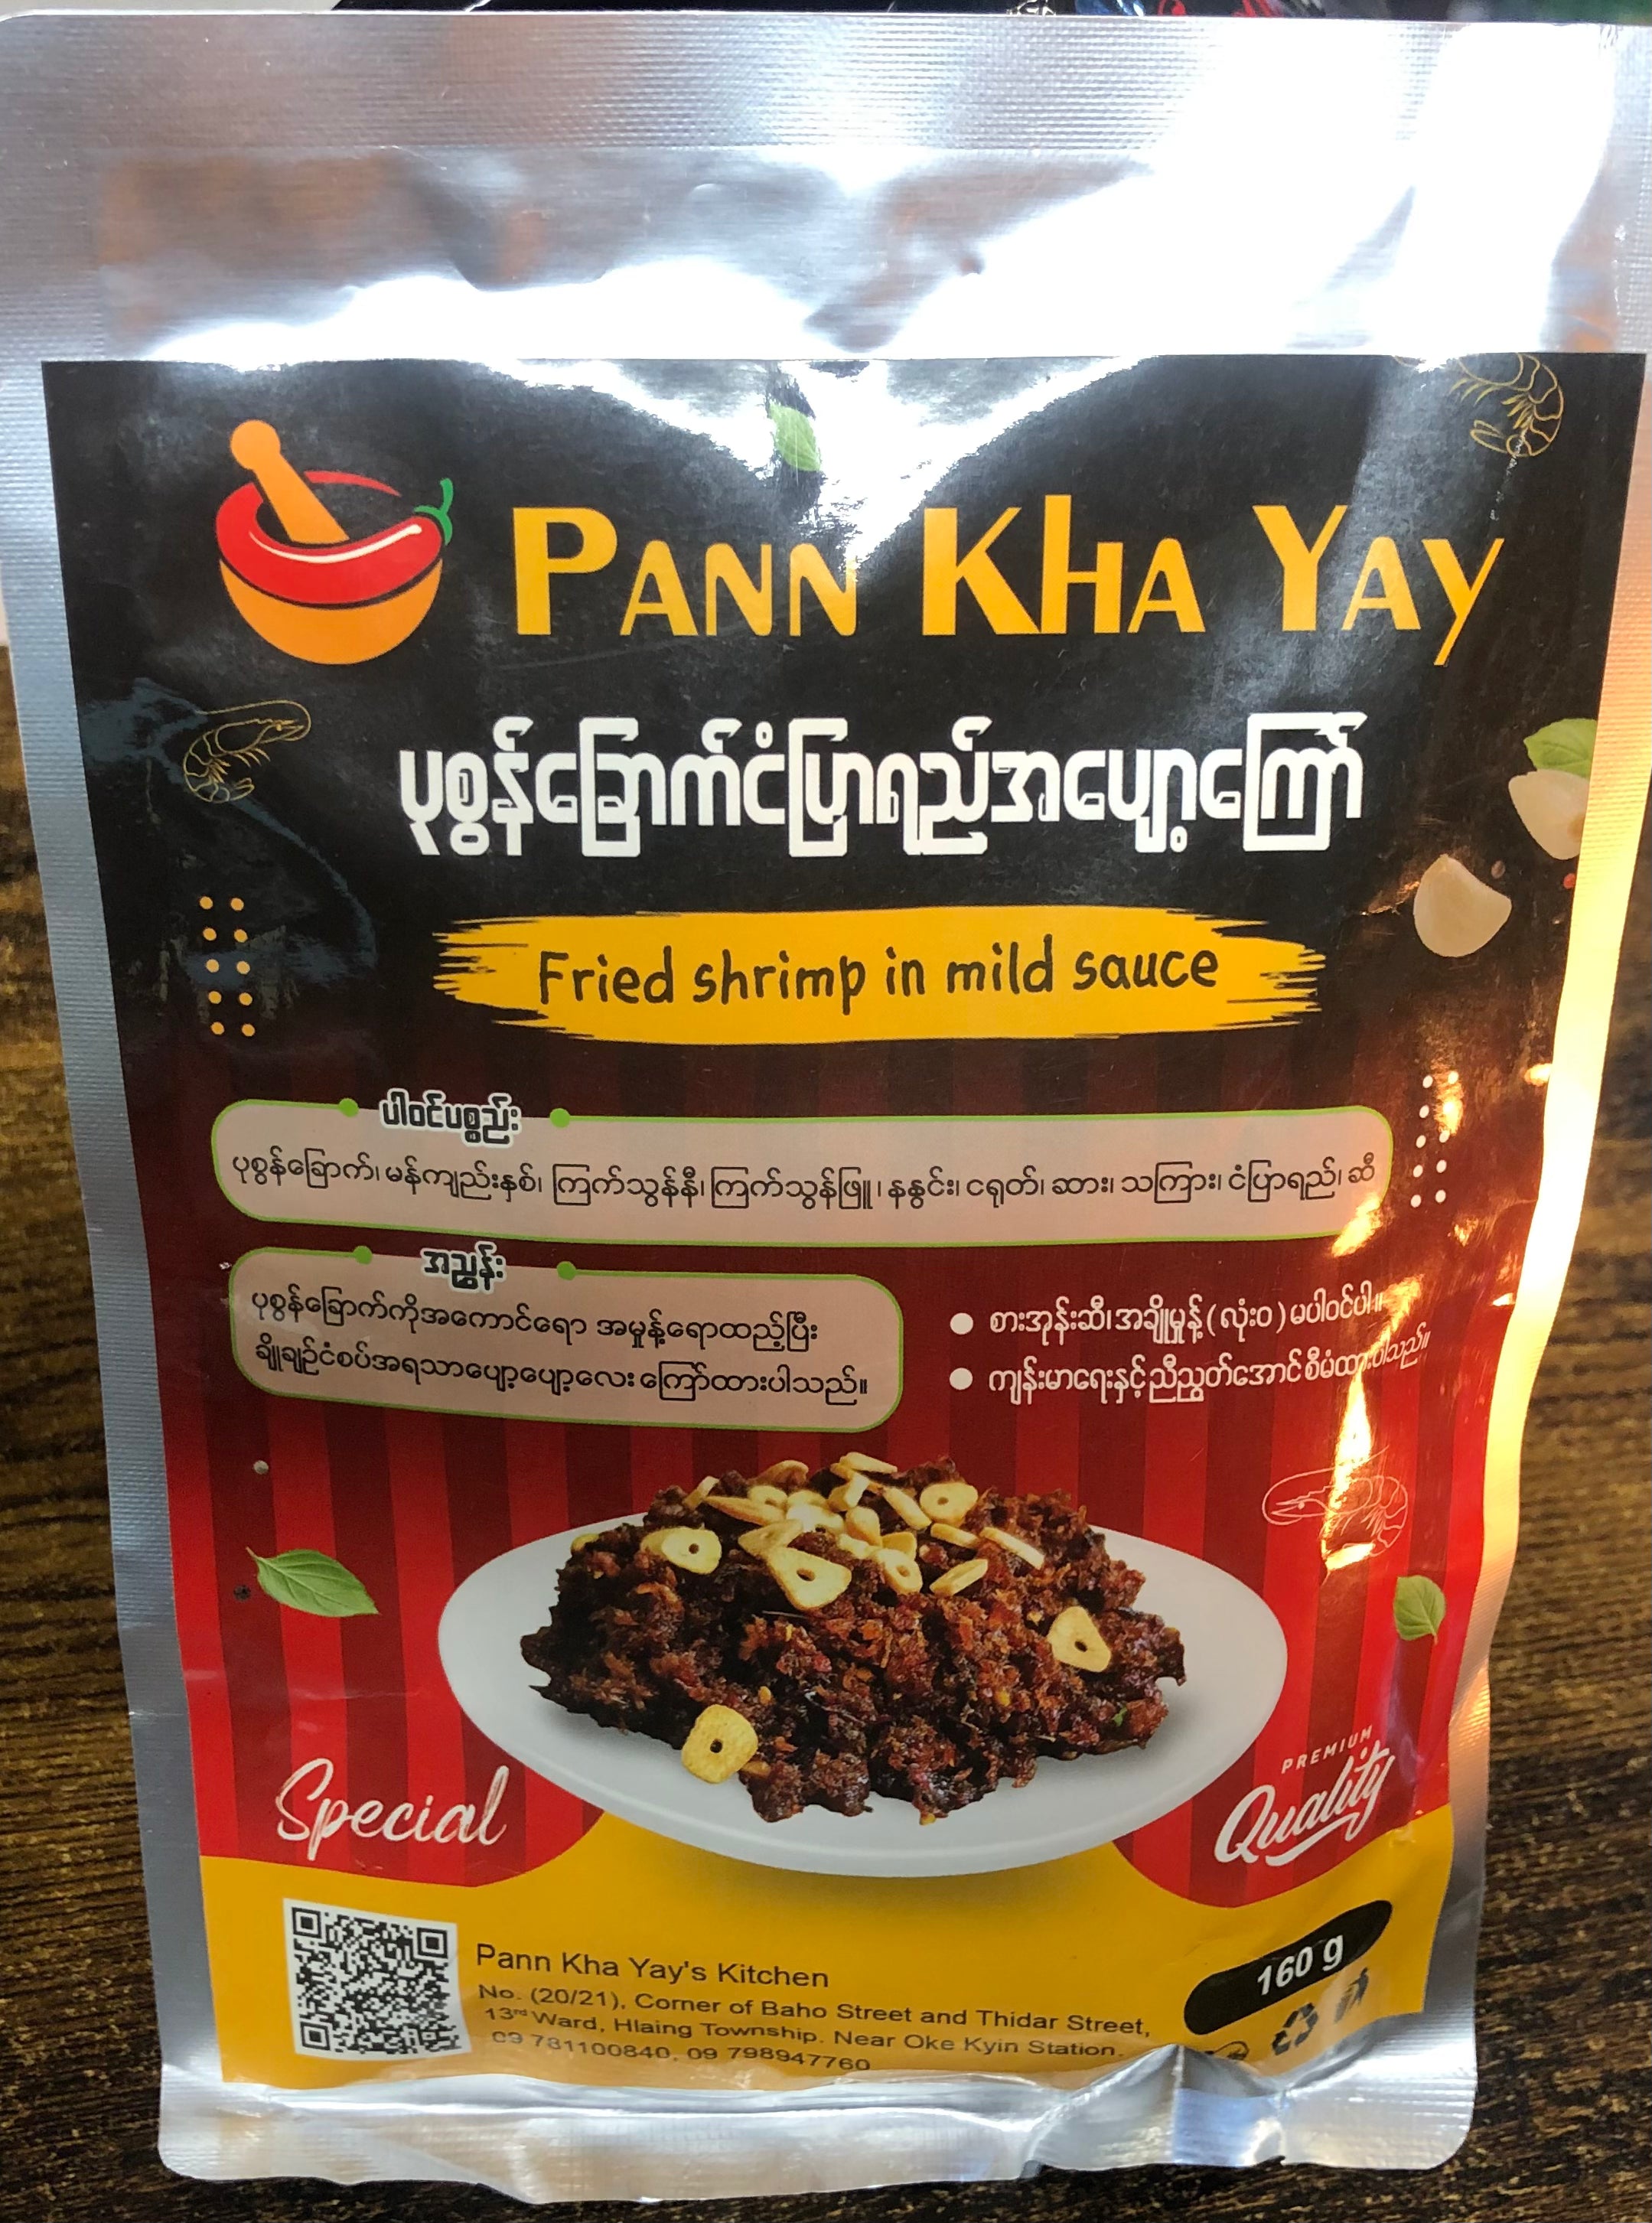 Pann Kha Yay
ပုစွန်ခြောက်ငံပြာရည်အပျော့ကြော်
Fried shrimp in mild sauce
ပါဝင်ပစ္စည်း
ပုစွန်ခြောက်၊ မန်ကျည်းနှစ်၊ ကြက်သွန်နီ၊ ကြက်သွန်ဖြူ ၊ နနွင်း၊ ငရုတ်၊ ဆား၊ သကြား၊ ငံပြာရည်၊ ဆီ
အညွှန်း
ပုစွန်ခြောက်ကိုအကောင်ရော အမှုန့်ရောထည့်ပြီး
ချိုချဉ်ငံစပ်အရသာပျော့ပျော့လေး ကြော်ထားပါသည်။
စားအုန်းဆီ၊ အချိုမှုန့် ( လုံးဝ ) မပါဝင်ပါ။
ကျန်းမာရေးနှင့် ညီညွတ်အောင် စီမံထားပါသည်။
Special
PREMIUM
Quality
Pann Kha Yay's Kitchen
No. (20/21), Corner of Baho Street and Thidar Street,
13rd Ward, Hlaing Township. Near Oke Kyin Station.
09 781100840, 09 798947760
160 g